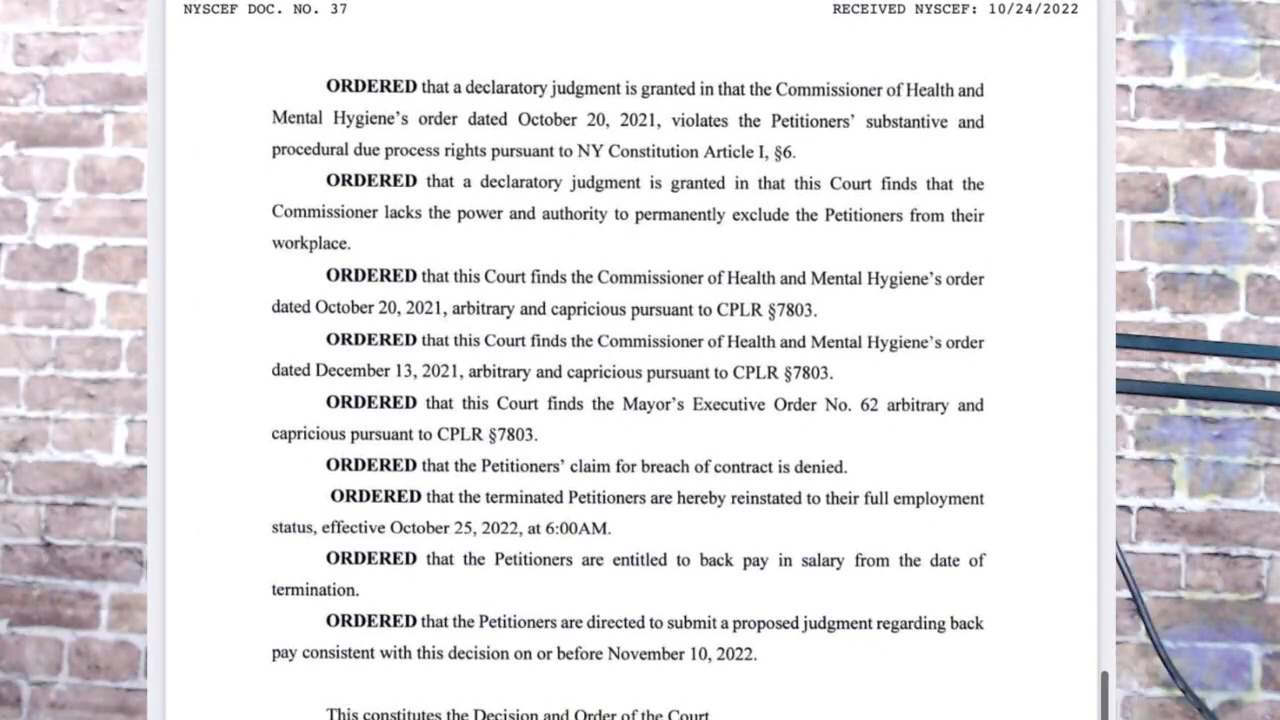 NYSCEF DOC. NO. 37 RECEIVED NYSCEF: 10/24/2022
ORDERED that a declaratory judgment is granted in that the Commissioner of Health and
Mental Hygiene’s order dated October 20, 2021, violates the Petitioners’ substantive and
procedural due process rights pursuant to NY Constitution Article I, §6.
ORDERED that a declaratory judgment is granted in that this Court finds that the
Commissioner lacks the power and authority to permanently exclude the Petitioners from their
workplace.
ORDERED that this Court finds the Commissioner of Health and Mental Hygiene’s order
dated October 20, 2021, arbitrary and capricious pursuant to CPLR §7803.
ORDERED that this Court finds the Commissioner of Health and Mental Hygiene’s order
dated December 13, 2021, arbitrary and capricious pursuant to CPLR §7803.
ORDERED that this Court finds the Mayor’s Executive Order No. 62 arbitrary and
capricious pursuant to CPLR §7803.
ORDERED that the Petitioners’ claim for breach of contract is denied.
ORDERED that the terminated Petitioners are hereby reinstated to their full employment
status, effective October 25, 2022, at 6:00AM.
ORDERED that the Petitioners are entitled to back pay in salary from the date of
termination.
ORDERED that the Petitioners are directed to submit a proposed judgment regarding back
pay consistent with this decision on or before November 10, 2022.
This constitutes the Decision and Order of the Court